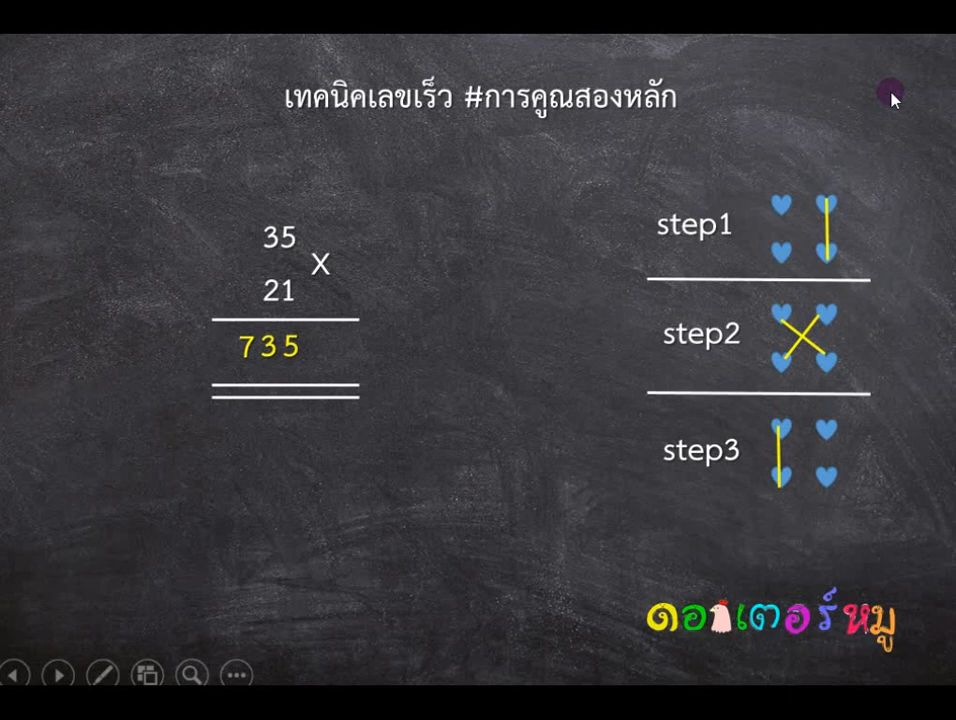 เทคนิคเลขเร็ว #การคูณสองหลัก
35
X
21
735
step1
step2
step3
ดอกเตอร์หมู